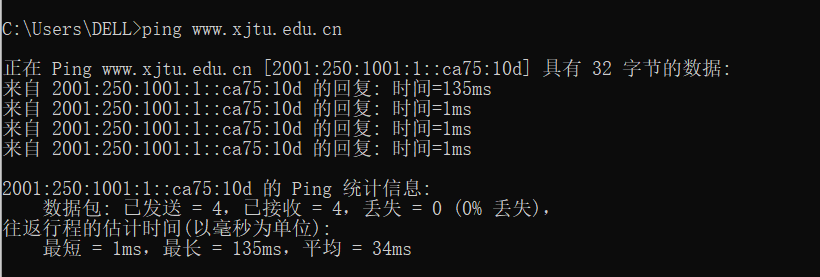 C:\Users\DELL>ping www.xjtu.edu.cn
正在 Ping www.xjtu.edu.cn [2001:250:1001:1::ca75:10d] 具有 32 字节的数据:
来自 2001:250:1001:1::ca75:10d 的回复: 时间=135ms
来自 2001:250:1001:1::ca75:10d 的回复: 时间=1ms
来自 2001:250:1001:1::ca75:10d 的回复: 时间=1ms
来自 2001:250:1001:1::ca75:10d 的回复: 时间=1ms
2001:250:1001:1::ca75:10d 的 Ping 统计信息:
数据包: 已发送 = 4，已接收 = 4，丢失 = 0 (0% 丢失)，
往返行程的估计时间(以毫秒为单位):
最短 = 1ms，最长 = 135ms，平均 = 34ms